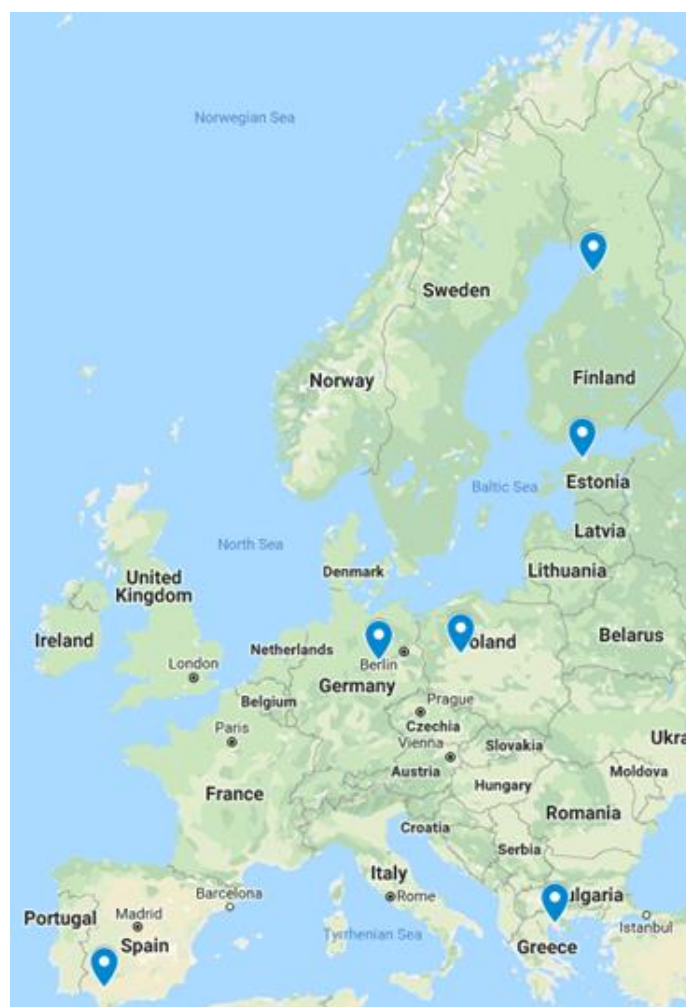 Norwegian Sea
Sweden
Norway
Finland
Baltic Sea
Estonia
North Sea
Latvia
Denmark
Lithuania
United
Kingdom
Ireland
Netherlands
Berlin
oland
Belarus
London
Germany
Belgium
Prague
Czechia
Paris
Vienna
Slovakia
Ukra
Austria
Moldova
Hungary
France
Romania
Croatia
Serbia
Italy
Barcelona
Rome
ulgaria
Portugal
Madrid
Istanbul
Spain
Tyrrhenian Sea
Greece